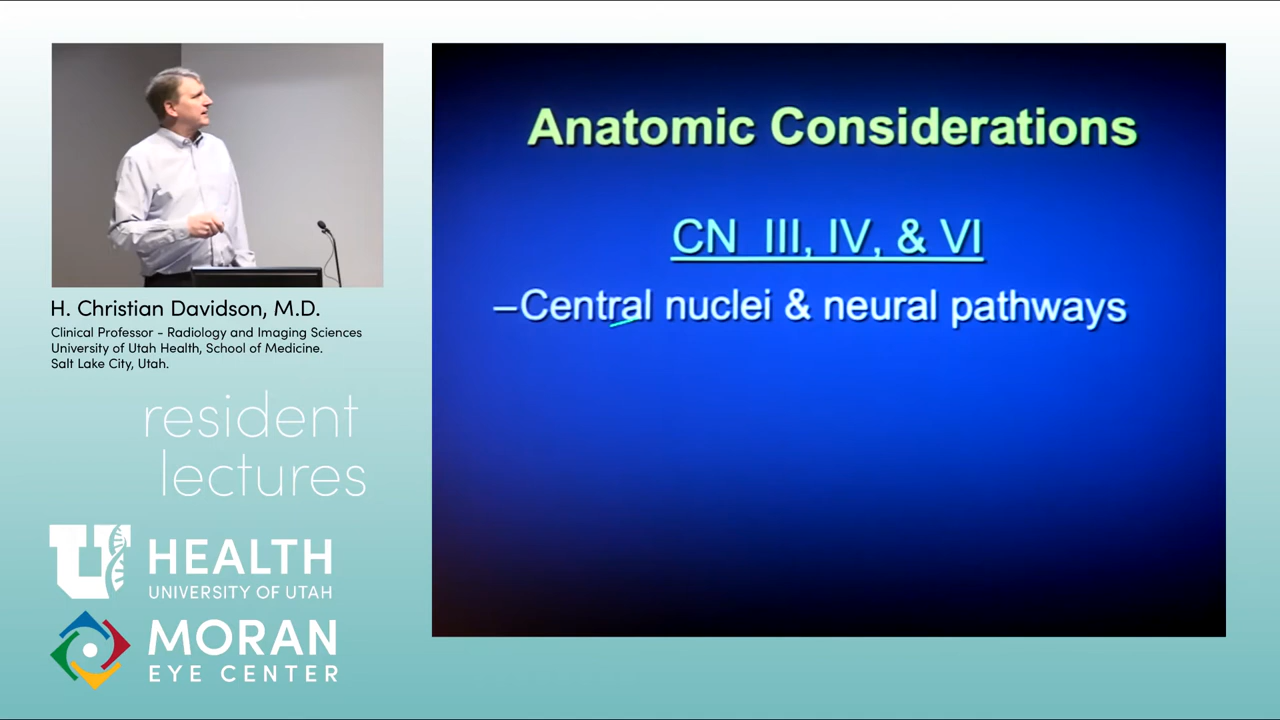 Anatomic Considerations
CN III, IV, & VI
–Central nuclei & neural pathways
H. Christian Davidson, M.D.
Clinical Professor - Radiology and Imaging Sciences
University of Utah Health, School of Medicine.
Salt Lake City, Utah.
resident
lectures
U HEALTH
UNIVERSITY OF UTAH
MORAN
EYE CENTER